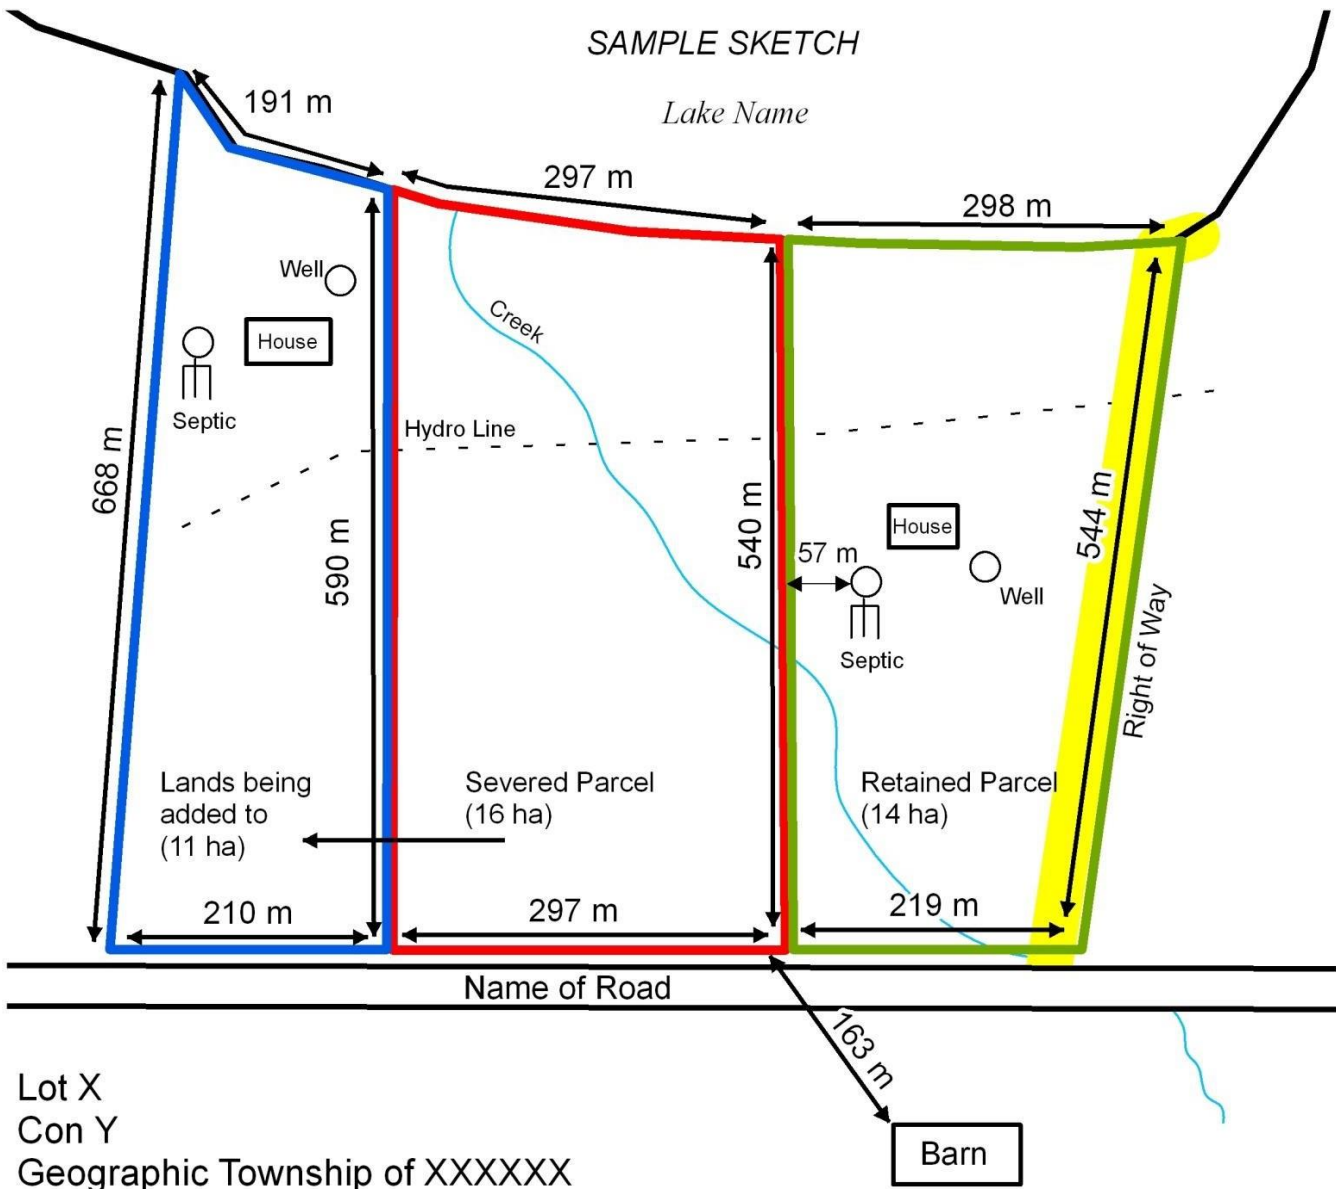 SAMPLE SKETCH
Lake Name
191 m
297 m
298 m
Well
House
Septic
Creek
Hydro Line
668 m
590 m
540 m
57 m
House
Well
Septic
544 m
Right of Way
Lands being
added to
(11 ha)
Severed Parcel
(16 ha)
Retained Parcel
(14 ha)
210 m
297 m
219 m
Name of Road
163 m
Barn
Lot X
Con Y
Geographic Township of XXXXXX